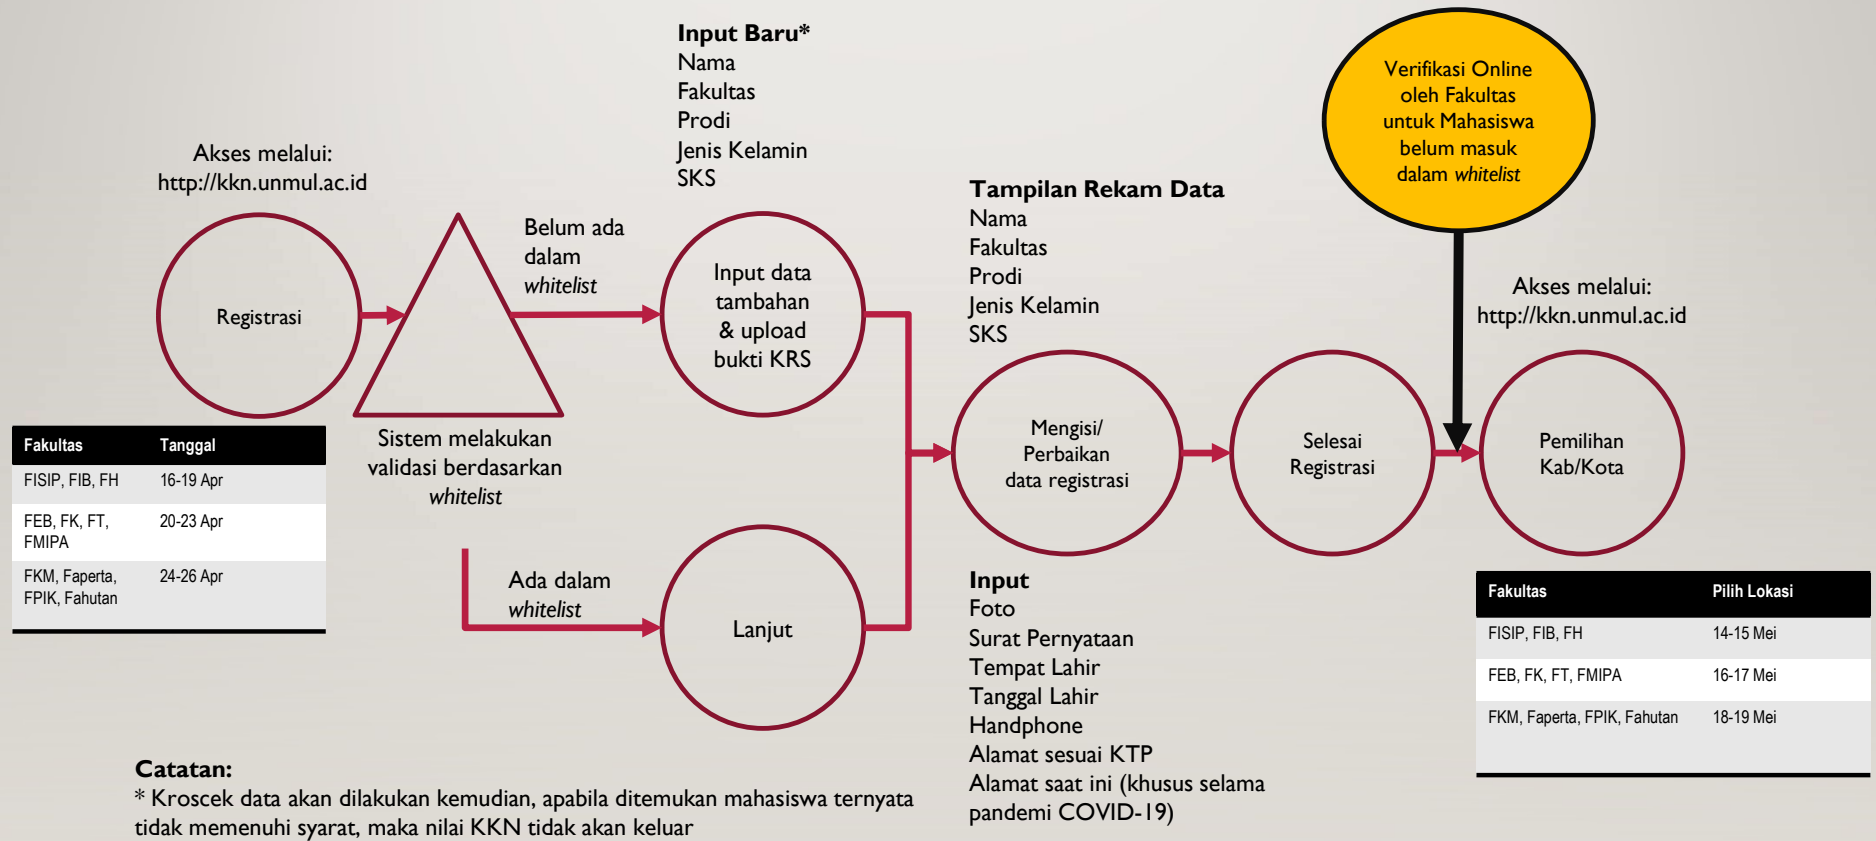 Input Baru*
Nama
Fakultas
Prodi
Jenis Kelamin
SKS
Verifikasi Online
oleh Fakultas
untuk Mahasiswa
belum masuk
dalam whitelist
Akses melalui:
http://kkn.unmul.ac.id
Registrasi
Belum ada
dalam
whitelist
Input data
tambahan
& upload
bukti KRS
Tampilan Rekam Data
Nama
Fakultas
Prodi
Jenis Kelamin
SKS
Akses melalui:
http://kkn.unmul.ac.id
Sistem melakukan
validasi berdasarkan
whitelist
Mengisi/
Perbaikan
data registrasi
Selesai
Registrasi
Pemilihan
Kab/Kota
Fakultas Tanggal
FISIP, FIB, FH 16-19 Apr
FEB, FK, FT, 20-23 Apr
FMIPA
FKM, Faperta, 24-26 Apr
FPIK, Fahutan
Ada dalam
whitelist
Lanjut
Input
Foto
Surat Pernyataan
Tempat Lahir
Tanggal Lahir
Handphone
Alamat sesuai KTP
Alamat saat ini (khusus selama
pandemi COVID-19)
Fakultas Pilih Lokasi
FISIP, FIB, FH 14-15 Mei
FEB, FK, FT, FMIPA 16-17 Mei
FKM, Faperta, FPIK, Fahutan 18-19 Mei
Catatan:
* Kroscek data akan dilakukan kemudian, apabila ditemukan mahasiswa ternyata
tidak memenuhi syarat, maka nilai KKN tidak akan keluar